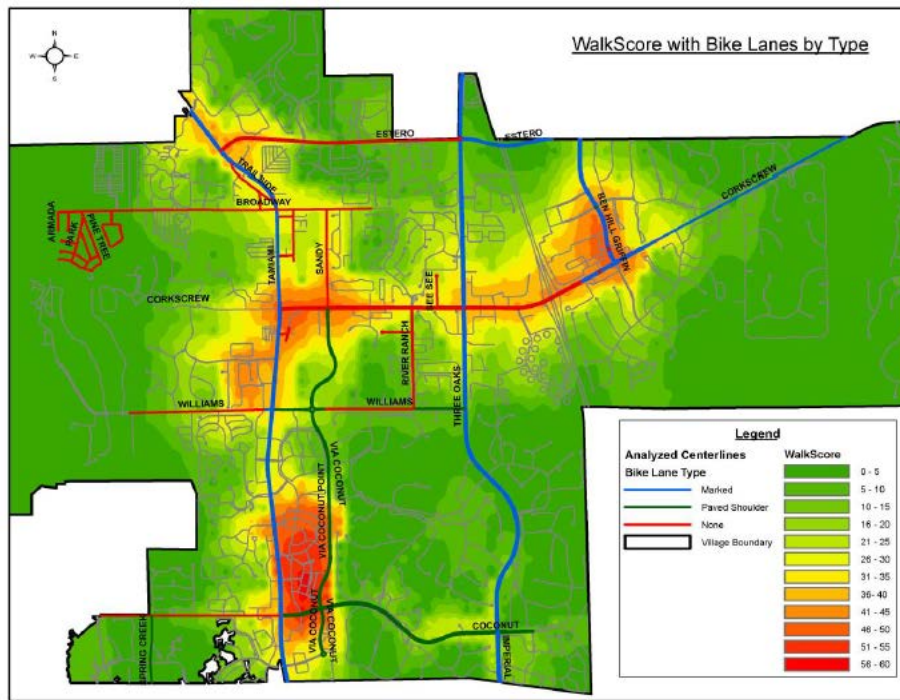 WalkScore with Bike Lanes by Type
N
W E
S
ESTERO
ESTERO
TRAILSIDE
BROADWAY
CORKSCREW
BEN HILL GRIFFIN
ARMADA
PARK
PINE TREE
TAMIAMI
SANDY
CORKSCREW
BEE SEE
RIVER RANCH
THREE OAKS
WILLIAMS
WILLIAMS
VIA COCONUT
VIA COCONUT POINT
VIA COCONUT
VIA COCONUT
COCONUT
IMPERIAL
SPRING CREEK
Legend
Analyzed Centerlines
Bike Lane Type
Marked
Paved Shoulder
None
Village Boundary
WalkScore
0 - 5
5 - 10
10 - 15
16 - 20
21 - 25
26 - 30
31 - 35
36 - 40
41 - 45
46 - 50
51 - 55
56 - 60